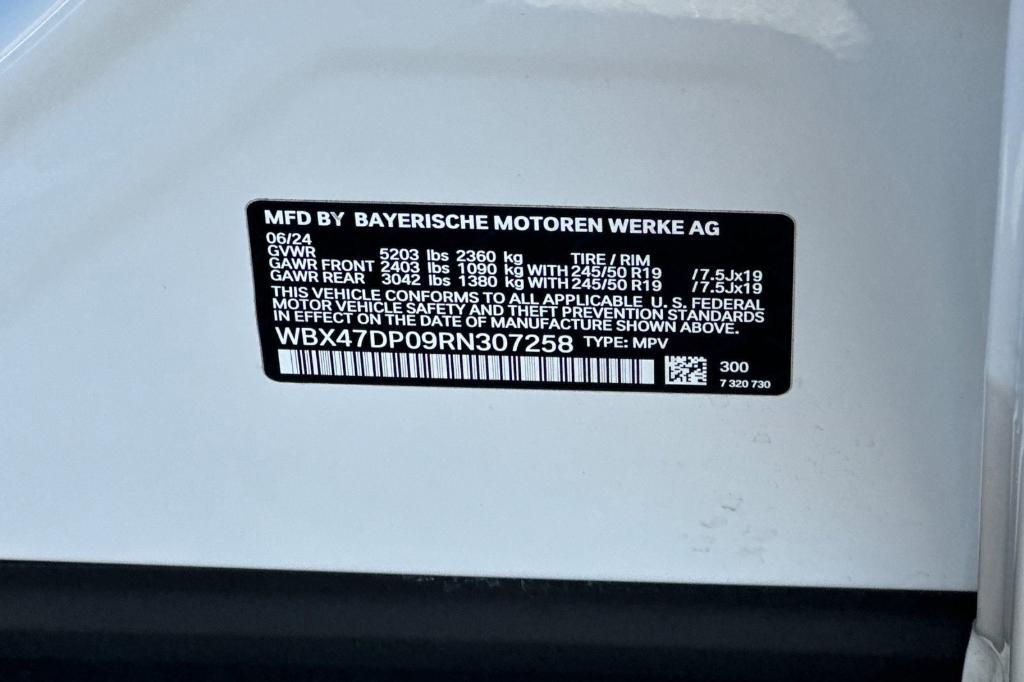 MFD BY BAYERISCHE MOTOREN WERKE AG
06/24
GVWR 5203 lbs 2360 kg TIRE / RIM
GAWR FRONT 2403 lbs 1090 kg WITH 245/50 R19 /7.5Jx19
GAWR REAR 3042 lbs 1380 kg WITH 245/50 R19 /7.5Jx19
THIS VEHICLE CONFORMS TO ALL APPLICABLE U. S. FEDERAL
MOTOR VEHICLE SAFETY AND THEFT PREVENTION STANDARDS
IN EFFECT ON THE DATE OF MANUFACTURE SHOWN ABOVE.
WBX47DP09RN307258 TYPE: MPV
300
7 320 730